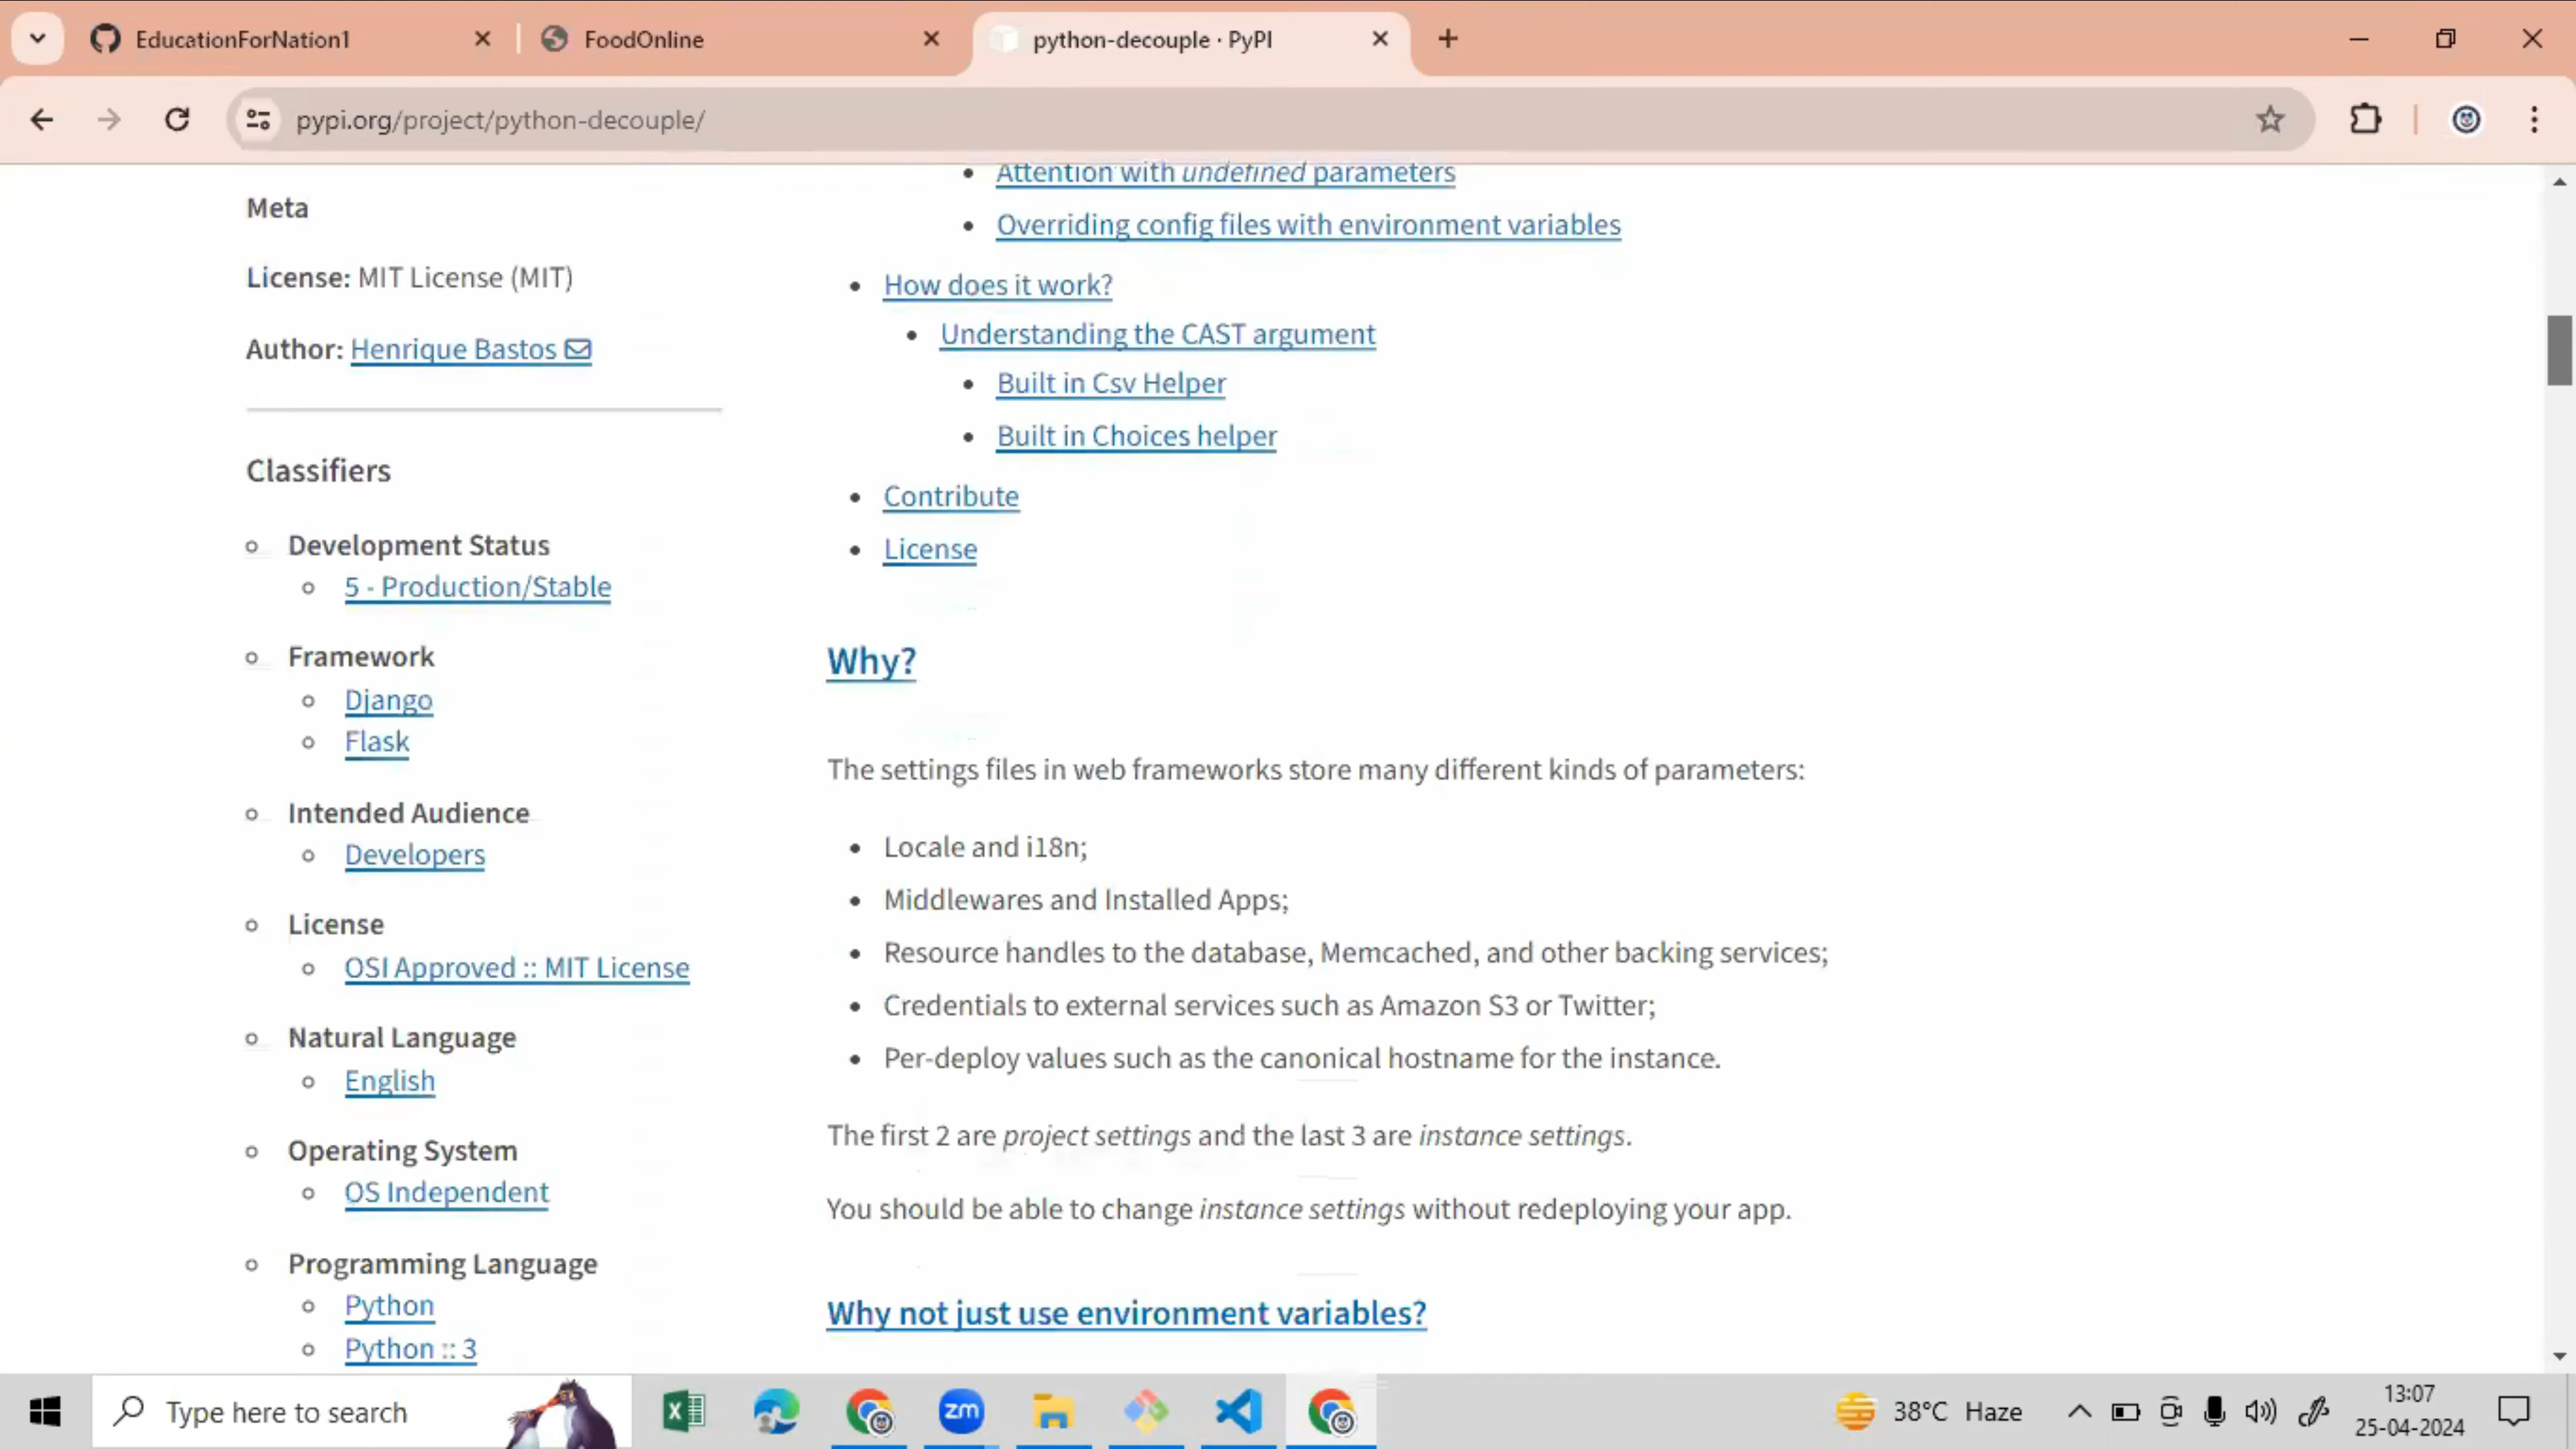 EducationForNation1
FoodOnline
python-decouple · PyPI
pypi.org/project/python-decouple/
Meta
License: MIT License (MIT)
Author: Henrique Bastos
Classifiers
Development Status
5 - Production/Stable
Framework
Django
Flask
Intended Audience
Developers
License
OSI Approved :: MIT License
Natural Language
English
Operating System
OS Independent
Programming Language
Python
Python :: 3
Attention with undefined parameters
Overriding config files with environment variables
How does it work?
Understanding the CAST argument
Built in Csv Helper
Built in Choices helper
Contribute
License
Why?
The settings files in web frameworks store many different kinds of parameters:
Locale and i18n;
Middlewares and Installed Apps;
Resource handles to the database, Memcached, and other backing services;
Credentials to external services such as Amazon S3 or Twitter;
Per-deploy values such as the canonical hostname for the instance.
The first 2 are project settings and the last 3 are instance settings.
You should be able to change instance settings without redeploying your app.
Why not just use environment variables?
Type here to search
zm
38°C Haze
13:07
25-04-2024